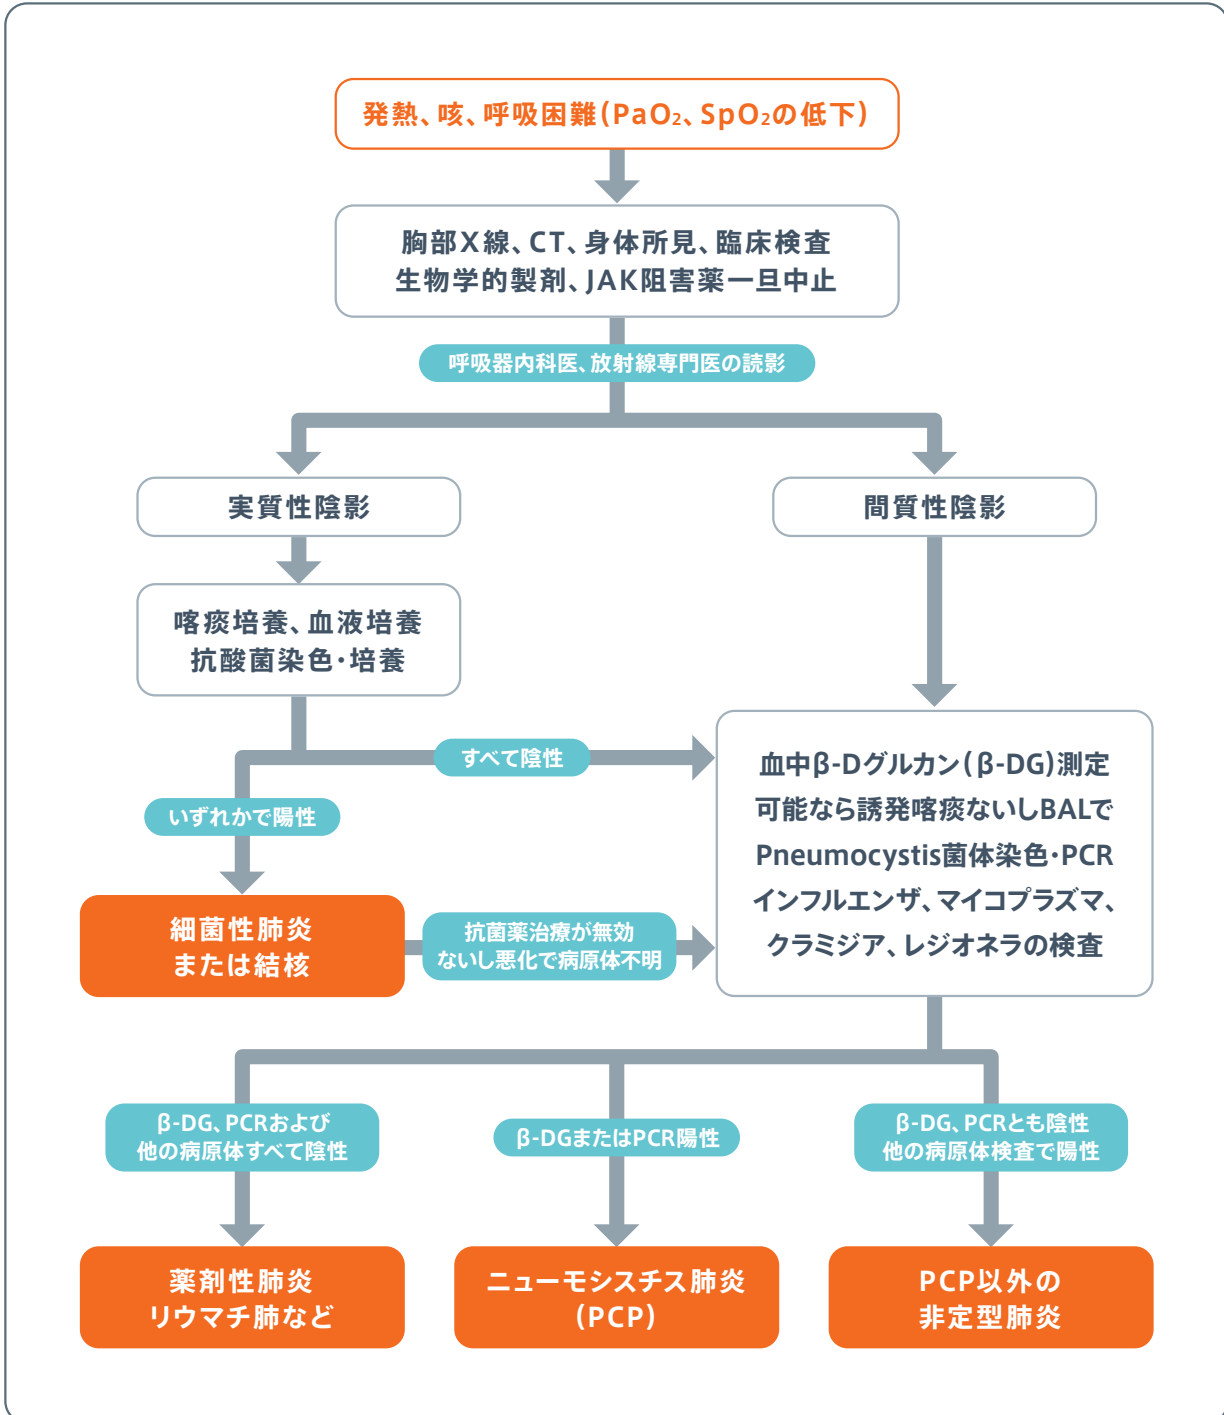 発熱、咳、呼吸困難(PaO₂、SpO₂の低下)
胸部X線、CT、身体所見、臨床検査
生物学的製剤、JAK阻害薬一旦中止
呼吸器内科医、放射線専門医の読影
実質性陰影
間質性陰影
喀痰培養、血液培養
抗酸菌染色・培養
すべて陰性
いずれかで陽性
血中β-Dグルカン(β-DG)測定
可能なら誘発喀痰ないしBALで
Pneumocystis菌体染色・PCR
インフルエンザ、マイコプラズマ、
クラミジア、レジオネラの検査
細菌性肺炎
または結核
抗菌薬治療が無効
ないし悪化で病原体不明
β-DG、PCRおよび
他の病原体すべて陰性
β-DGまたはPCR陽性
β-DG、PCRとも陰性
他の病原体検査で陽性
薬剤性肺炎
リウマチ肺など
ニューモシスチス肺炎
(PCP)
PCP以外の
非定型肺炎